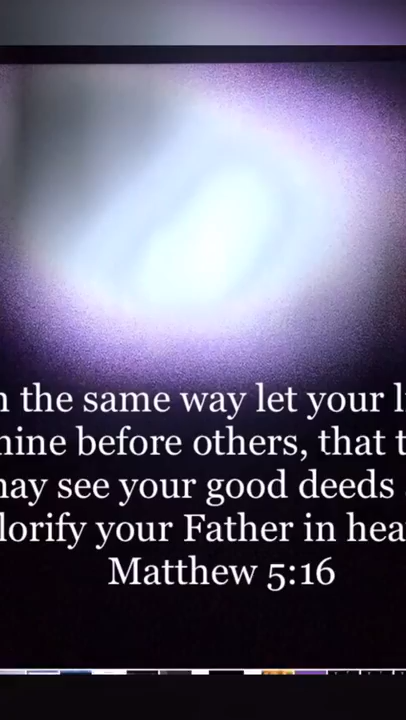 n the same way let your l
hine before others, that t
nay see your good deeds
lorify your Father in hea
Matthew 5:16